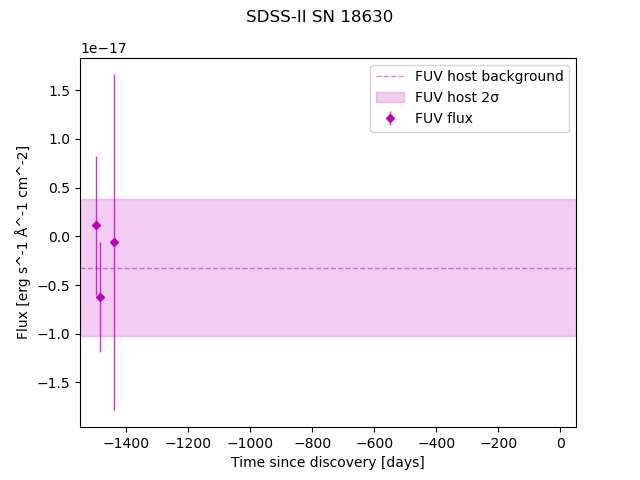 SDSS-II SN 18630
1e−17
FUV host background
FUV host 2σ
FUV flux
1.5
1.0
0.5
0.0
−0.5
−1.0
−1.5
Flux [erg s^-1 Å^-1 cm^-2]
−1400 −1200 −1000 −800 −600 −400 −200 0
Time since discovery [days]